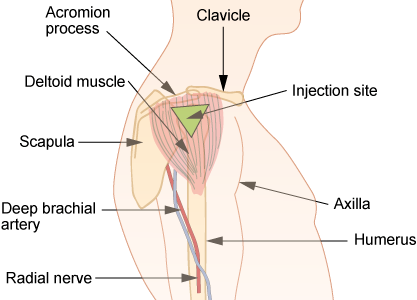 Acromion
process
Clavicle
Deltoid muscle
Injection site
Scapula
Deep brachial
artery
Axilla
Humerus
Radial nerve